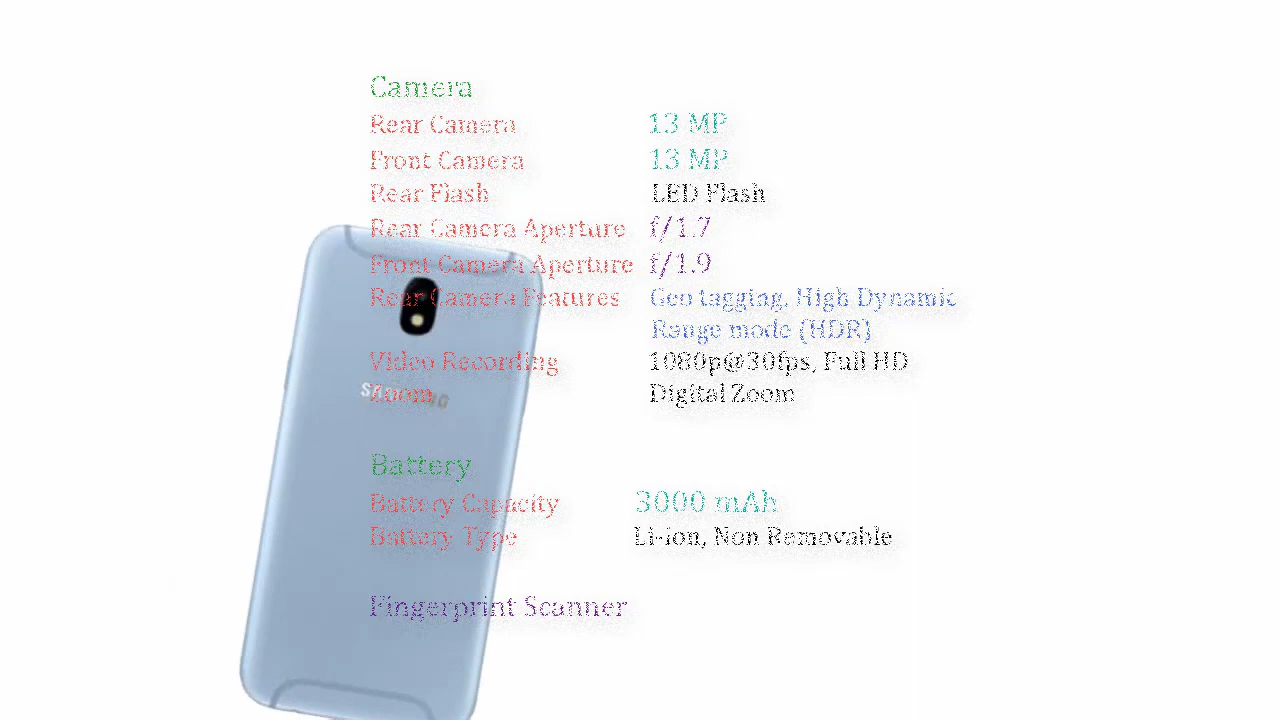 Camera
Rear Camera 13 MP
Front Camera 13 MP
Rear Flash LED Flash
Rear Camera Aperture f/1.7
Front Camera Aperture f/1.9
Rear Camera Features Geo tagging, High Dynamic
Range mode (HDR)
Video Recording 1080p@30fps, Full HD
Zoom Digital Zoom
Battery
Battery Capacity 3000 mAh
Battery Type Li-ion, Non Removable
Fingerprint Scanner